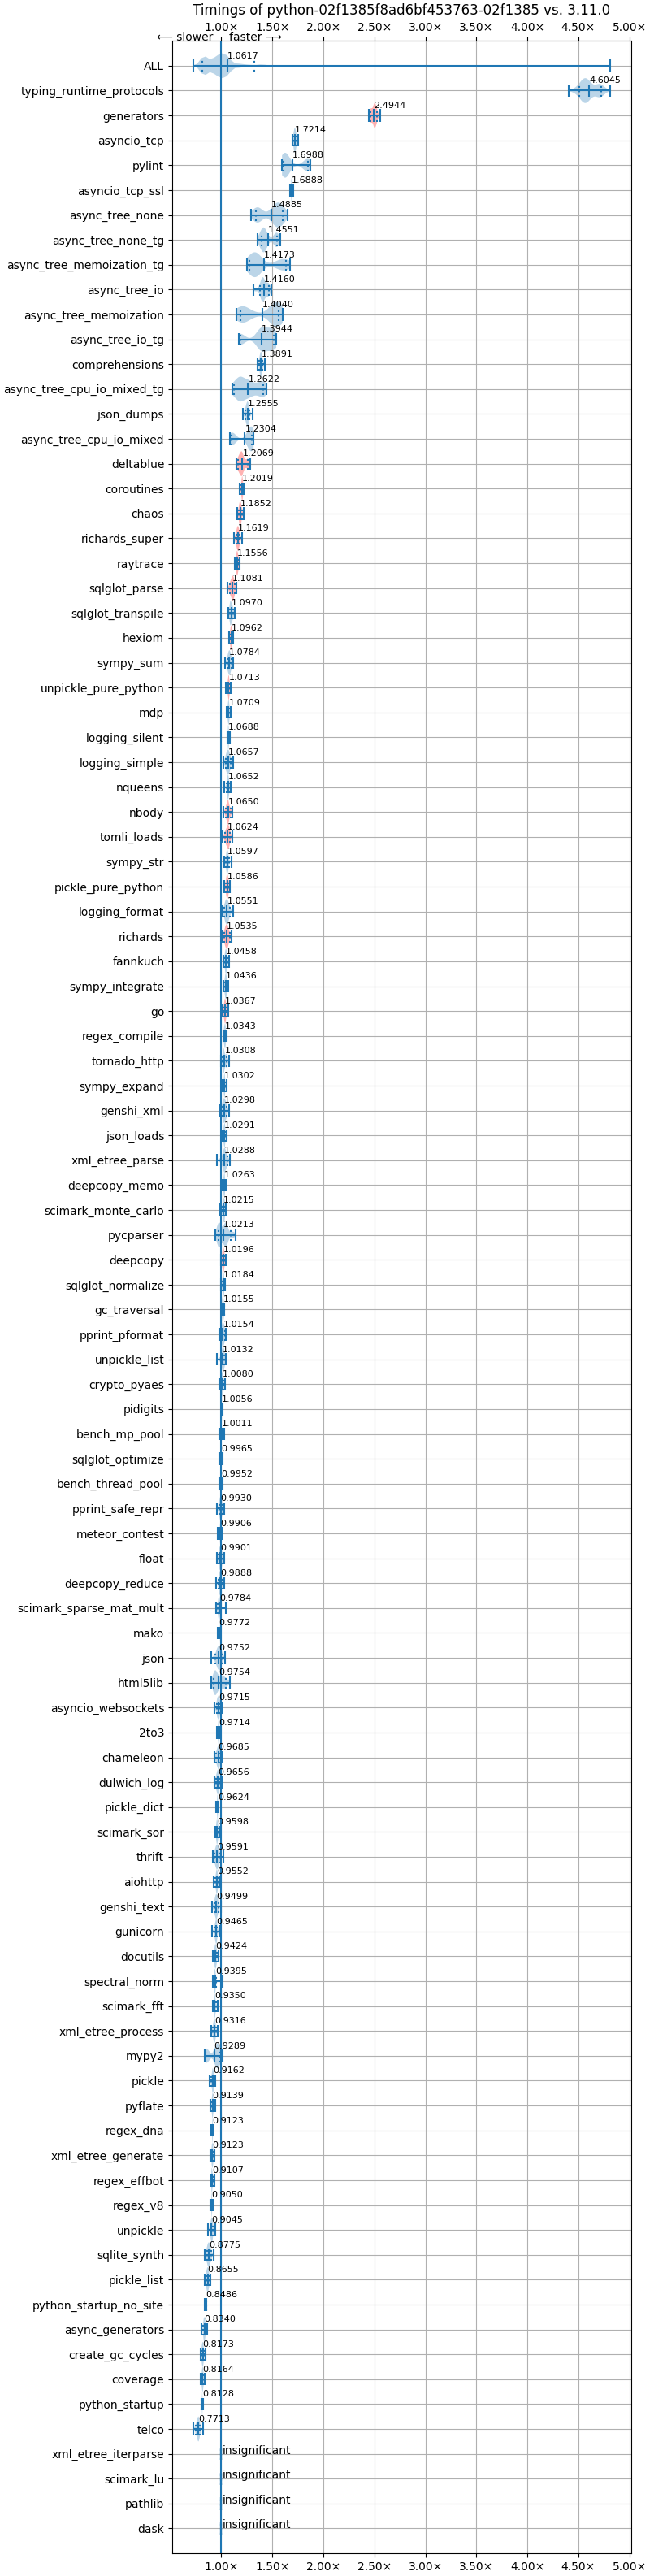 Timings of python-02f1385f8ad6bf453763-02f1385 vs. 3.11.0
1.00× 1.50× 2.00× 2.50× 3.00× 3.50× 4.00× 4.50× 5.00×
⟵ slower faster ⟶
ALL 1.0617
typing_runtime_protocols 4.6045
generators 2.4944
asyncio_tcp 1.7214
pylint 1.6988
asyncio_tcp_ssl 1.6888
async_tree_none 1.4885
async_tree_none_tg 1.4551
async_tree_memoization_tg 1.4173
async_tree_io 1.4160
async_tree_memoization 1.4040
async_tree_io_tg 1.3944
comprehensions 1.3891
async_tree_cpu_io_mixed_tg 1.2622
json_dumps 1.2555
async_tree_cpu_io_mixed 1.2304
deltablue 1.2069
coroutines 1.2019
chaos 1.1852
richards_super 1.1619
raytrace 1.1556
sqlglot_parse 1.1081
sqlglot_transpile 1.0970
hexiom 1.0962
sympy_sum 1.0784
unpickle_pure_python 1.0713
mdp 1.0709
logging_silent 1.0688
logging_simple 1.0657
nqueens 1.0652
nbody 1.0650
tomli_loads 1.0624
sympy_str 1.0597
pickle_pure_python 1.0586
logging_format 1.0551
richards 1.0535
fannkuch 1.0458
sympy_integrate 1.0436
go 1.0367
regex_compile 1.0343
tornado_http 1.0308
sympy_expand 1.0302
genshi_xml 1.0298
json_loads 1.0291
xml_etree_parse 1.0288
deepcopy_memo 1.0263
scimark_monte_carlo 1.0215
pycparser 1.0213
deepcopy 1.0196
sqlglot_normalize 1.0184
gc_traversal 1.0155
pprint_pformat 1.0154
unpickle_list 1.0132
crypto_pyaes 1.0080
pidigits 1.0056
bench_mp_pool 1.0011
sqlglot_optimize 0.9965
bench_thread_pool 0.9952
pprint_safe_repr 0.9930
meteor_contest 0.9906
float 0.9901
deepcopy_reduce 0.9888
scimark_sparse_mat_mult 0.9784
mako 0.9772
json 0.9752
html5lib 0.9754
asyncio_websockets 0.9715
2to3 0.9714
chameleon 0.9685
dulwich_log 0.9656
pickle_dict 0.9624
scimark_sor 0.9598
thrift 0.9591
aiohttp 0.9552
genshi_text 0.9499
gunicorn 0.9465
docutils 0.9424
spectral_norm 0.9395
scimark_fft 0.9350
xml_etree_process 0.9316
mypy2 0.9289
pickle 0.9162
pyflate 0.9139
regex_dna 0.9123
xml_etree_generate 0.9123
regex_effbot 0.9107
regex_v8 0.9050
unpickle 0.9045
sqlite_synth 0.8775
pickle_list 0.8655
python_startup_no_site 0.8486
async_generators 0.8340
create_gc_cycles 0.8173
coverage 0.8164
python_startup 0.8128
telco 0.7713
xml_etree_iterparse insignificant
scimark_lu insignificant
pathlib insignificant
dask insignificant
1.00× 1.50× 2.00× 2.50× 3.00× 3.50× 4.00× 4.50× 5.00×